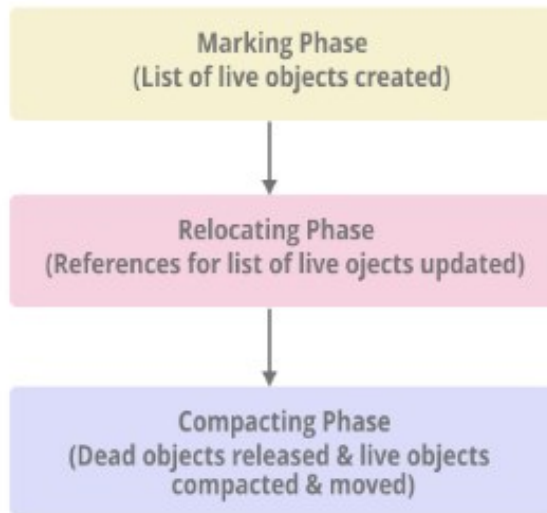 Marking Phase
(List of live objects created)
Relocating Phase
(References for list of live ojects updated)
Compacting Phase
(Dead objects released & live objects
compacted & moved)